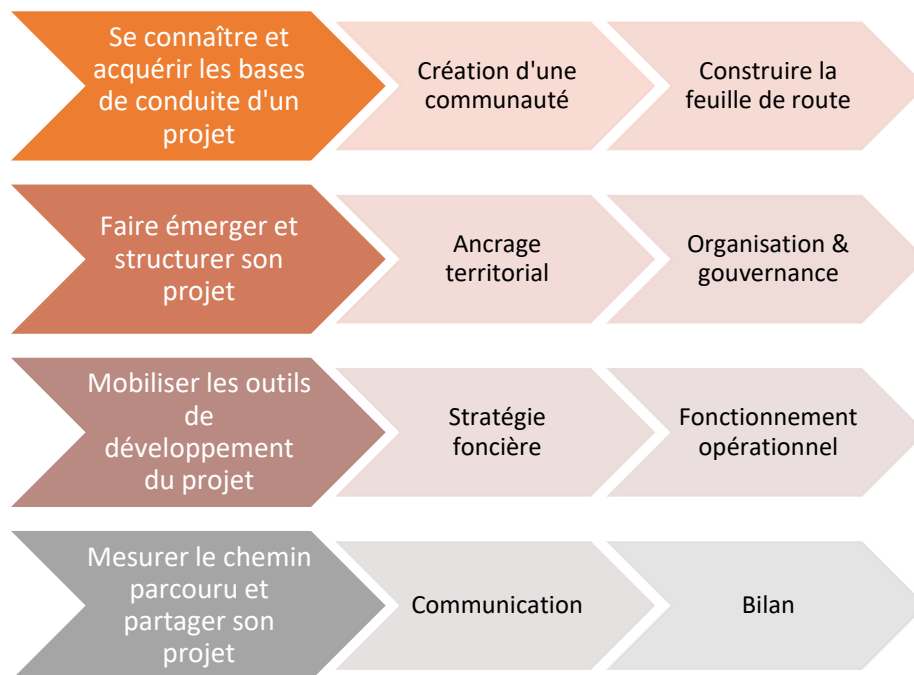 Se connaître et
acquérir les bases
de conduite d'un
projet
Création d'une
communauté
Construire la
feuille de route
Faire émerger et
structurer son
projet
Ancrage
territorial
Organisation &
gouvernance
Mobiliser les outils
de
développement
du projet
Stratégie
foncière
Fonctionnement
opérationnel
Mesurer le chemin
parcouru et
partager son
projet
Communication
Bilan